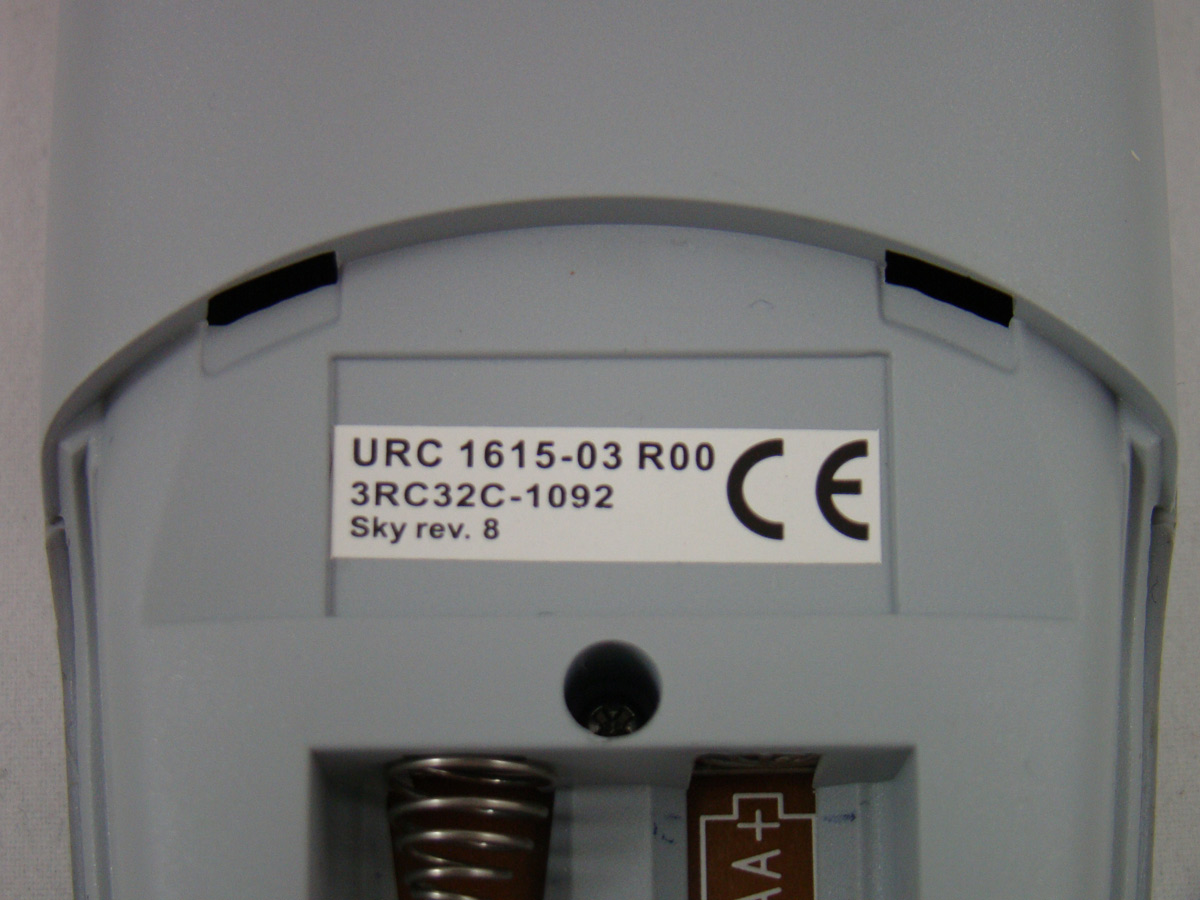 URC 1615-03 R00
3RC32C-1092
Sky rev. 8
CE
AA+